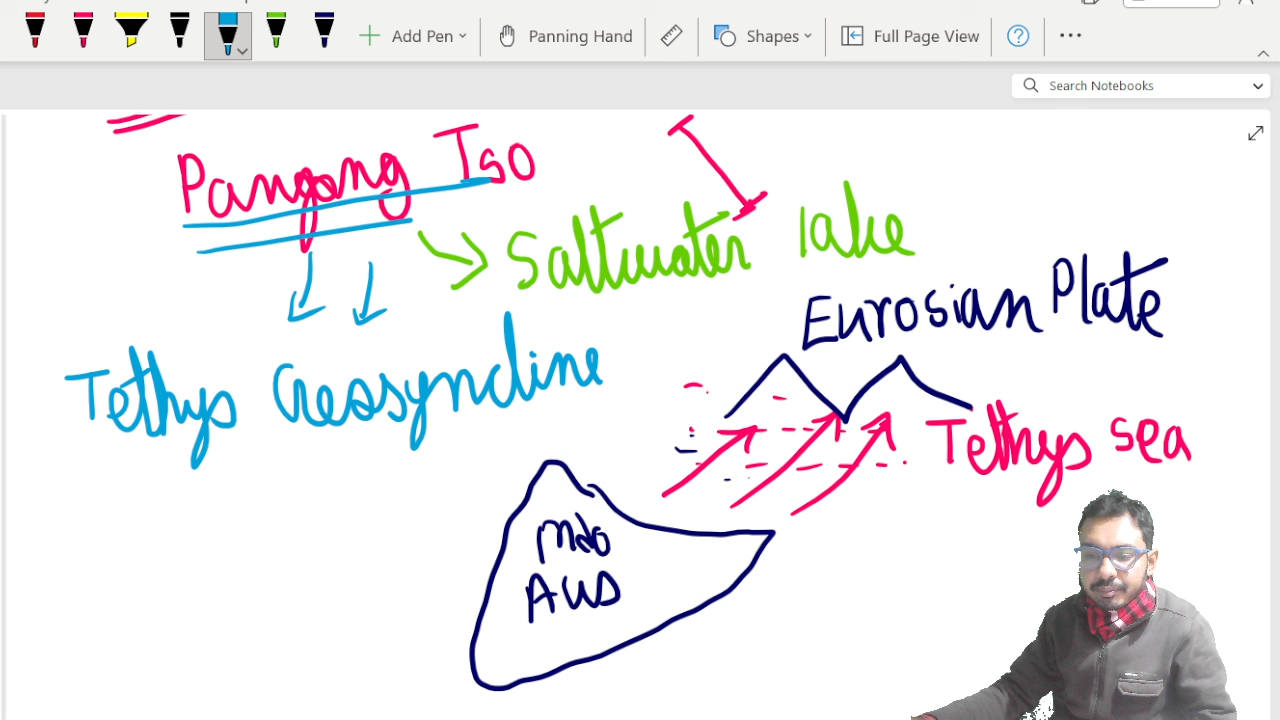 Add Pen
Panning Hand
Shapes
Full Page View
Search Notebooks
Pangong Tso
Saltwater lake
Eurosian Plate
Tethys Geosyncline
Tethys sea
Indo
AUS